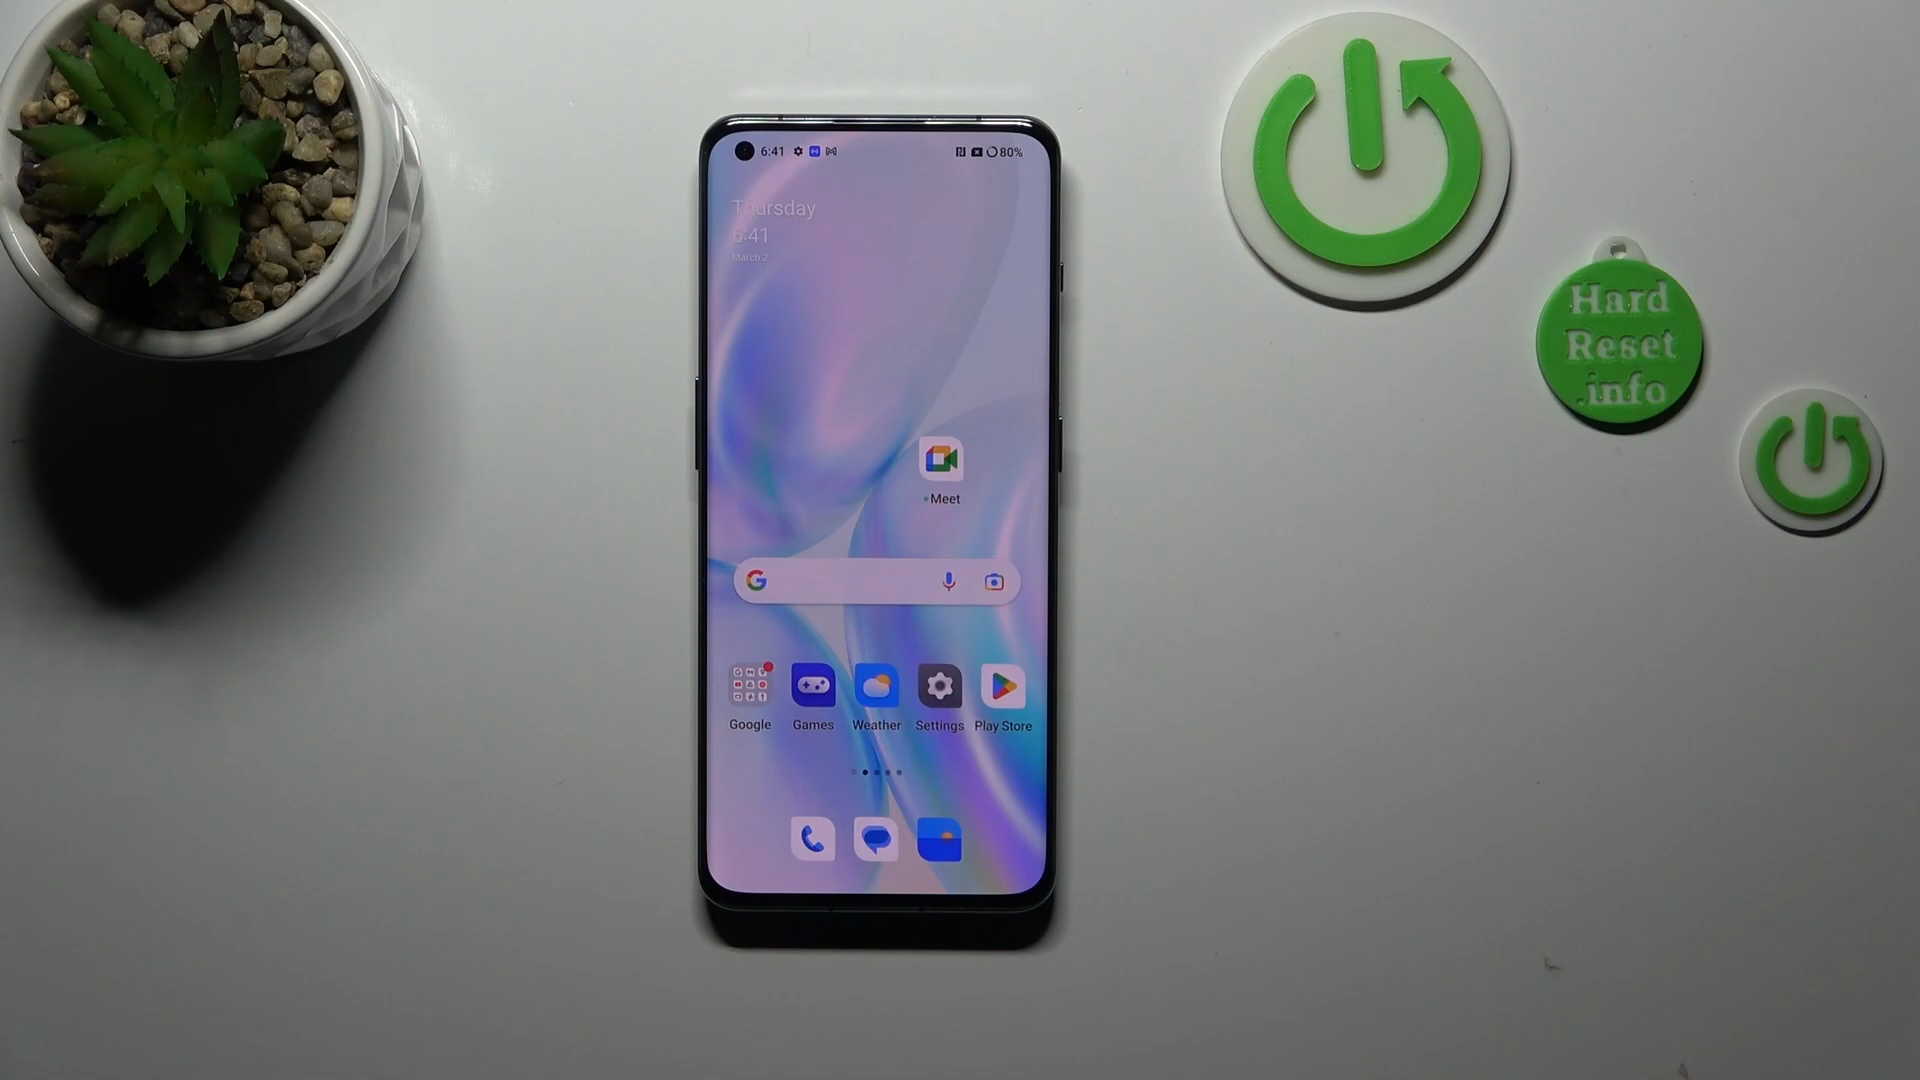 6:41
80%
Thursday
6:41
March 2
Meet
Google
Games
Weather
Settings
Play Store
Hard
Reset
.info